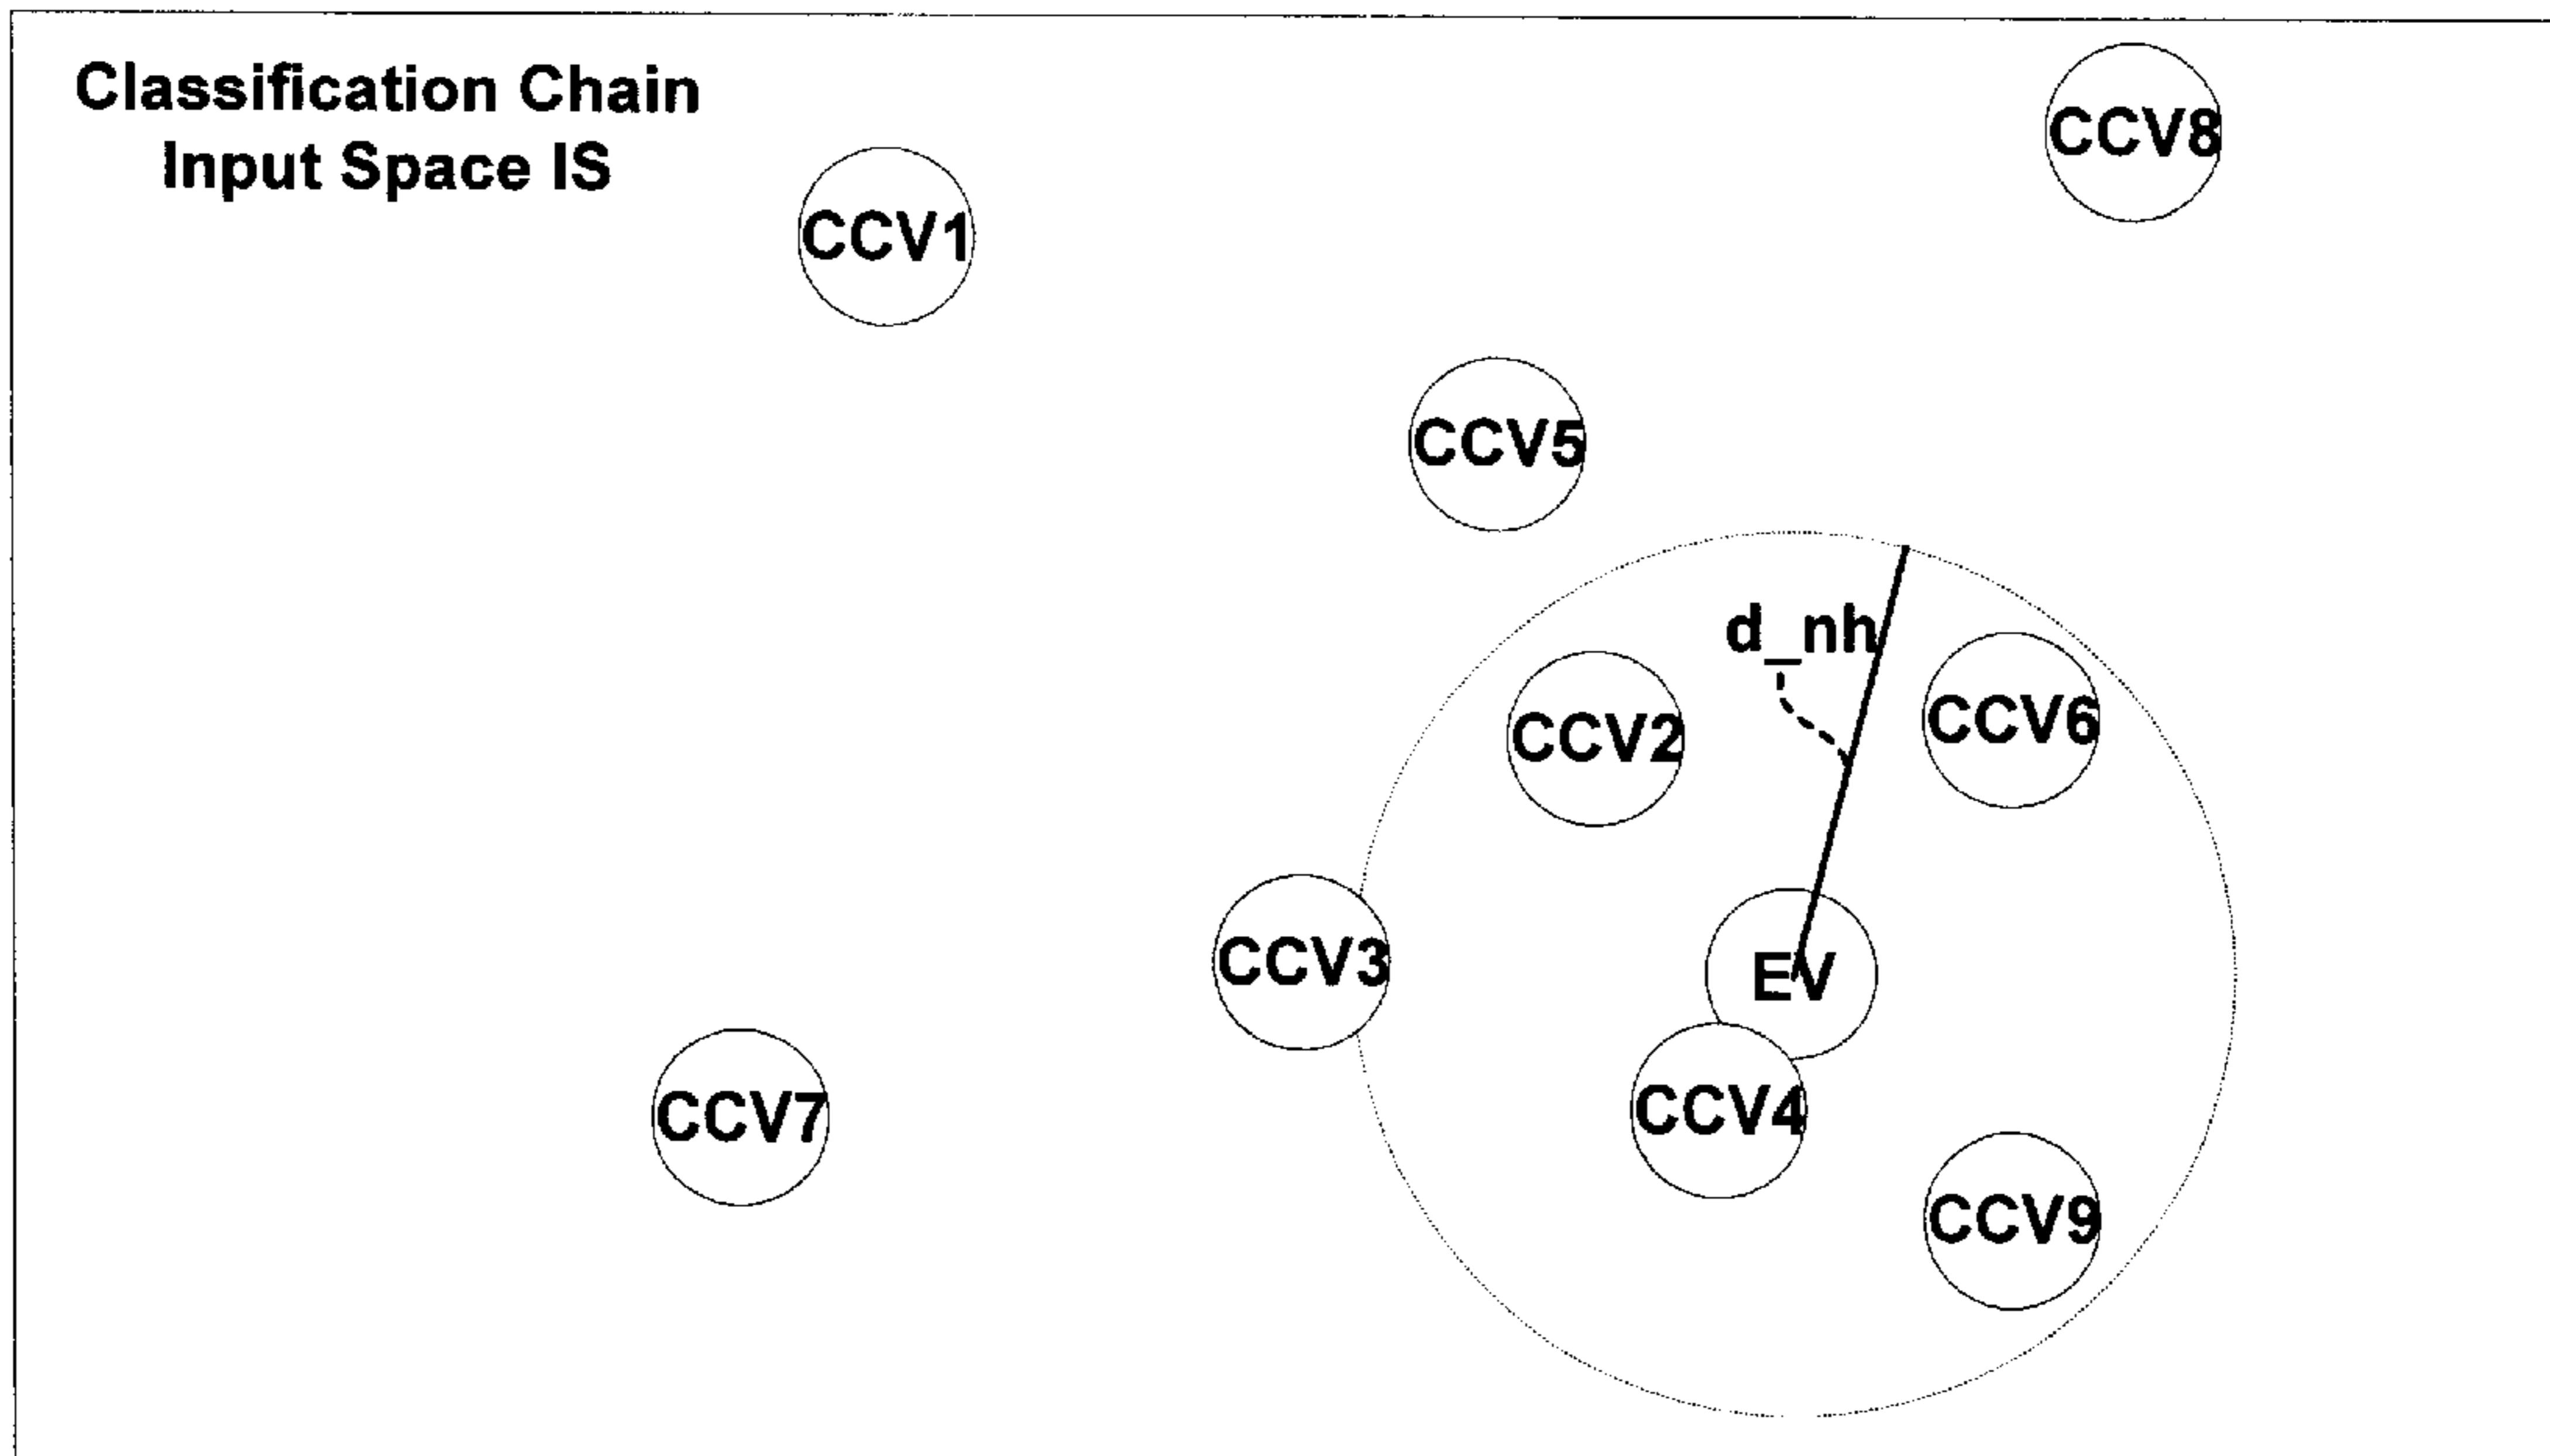 Classification Chain
Input Space IS
CCV8
CCV1
CCV5
d_nh
CCV6
CCV2
CCV3
EV
CCV4
CCV7
CCV9